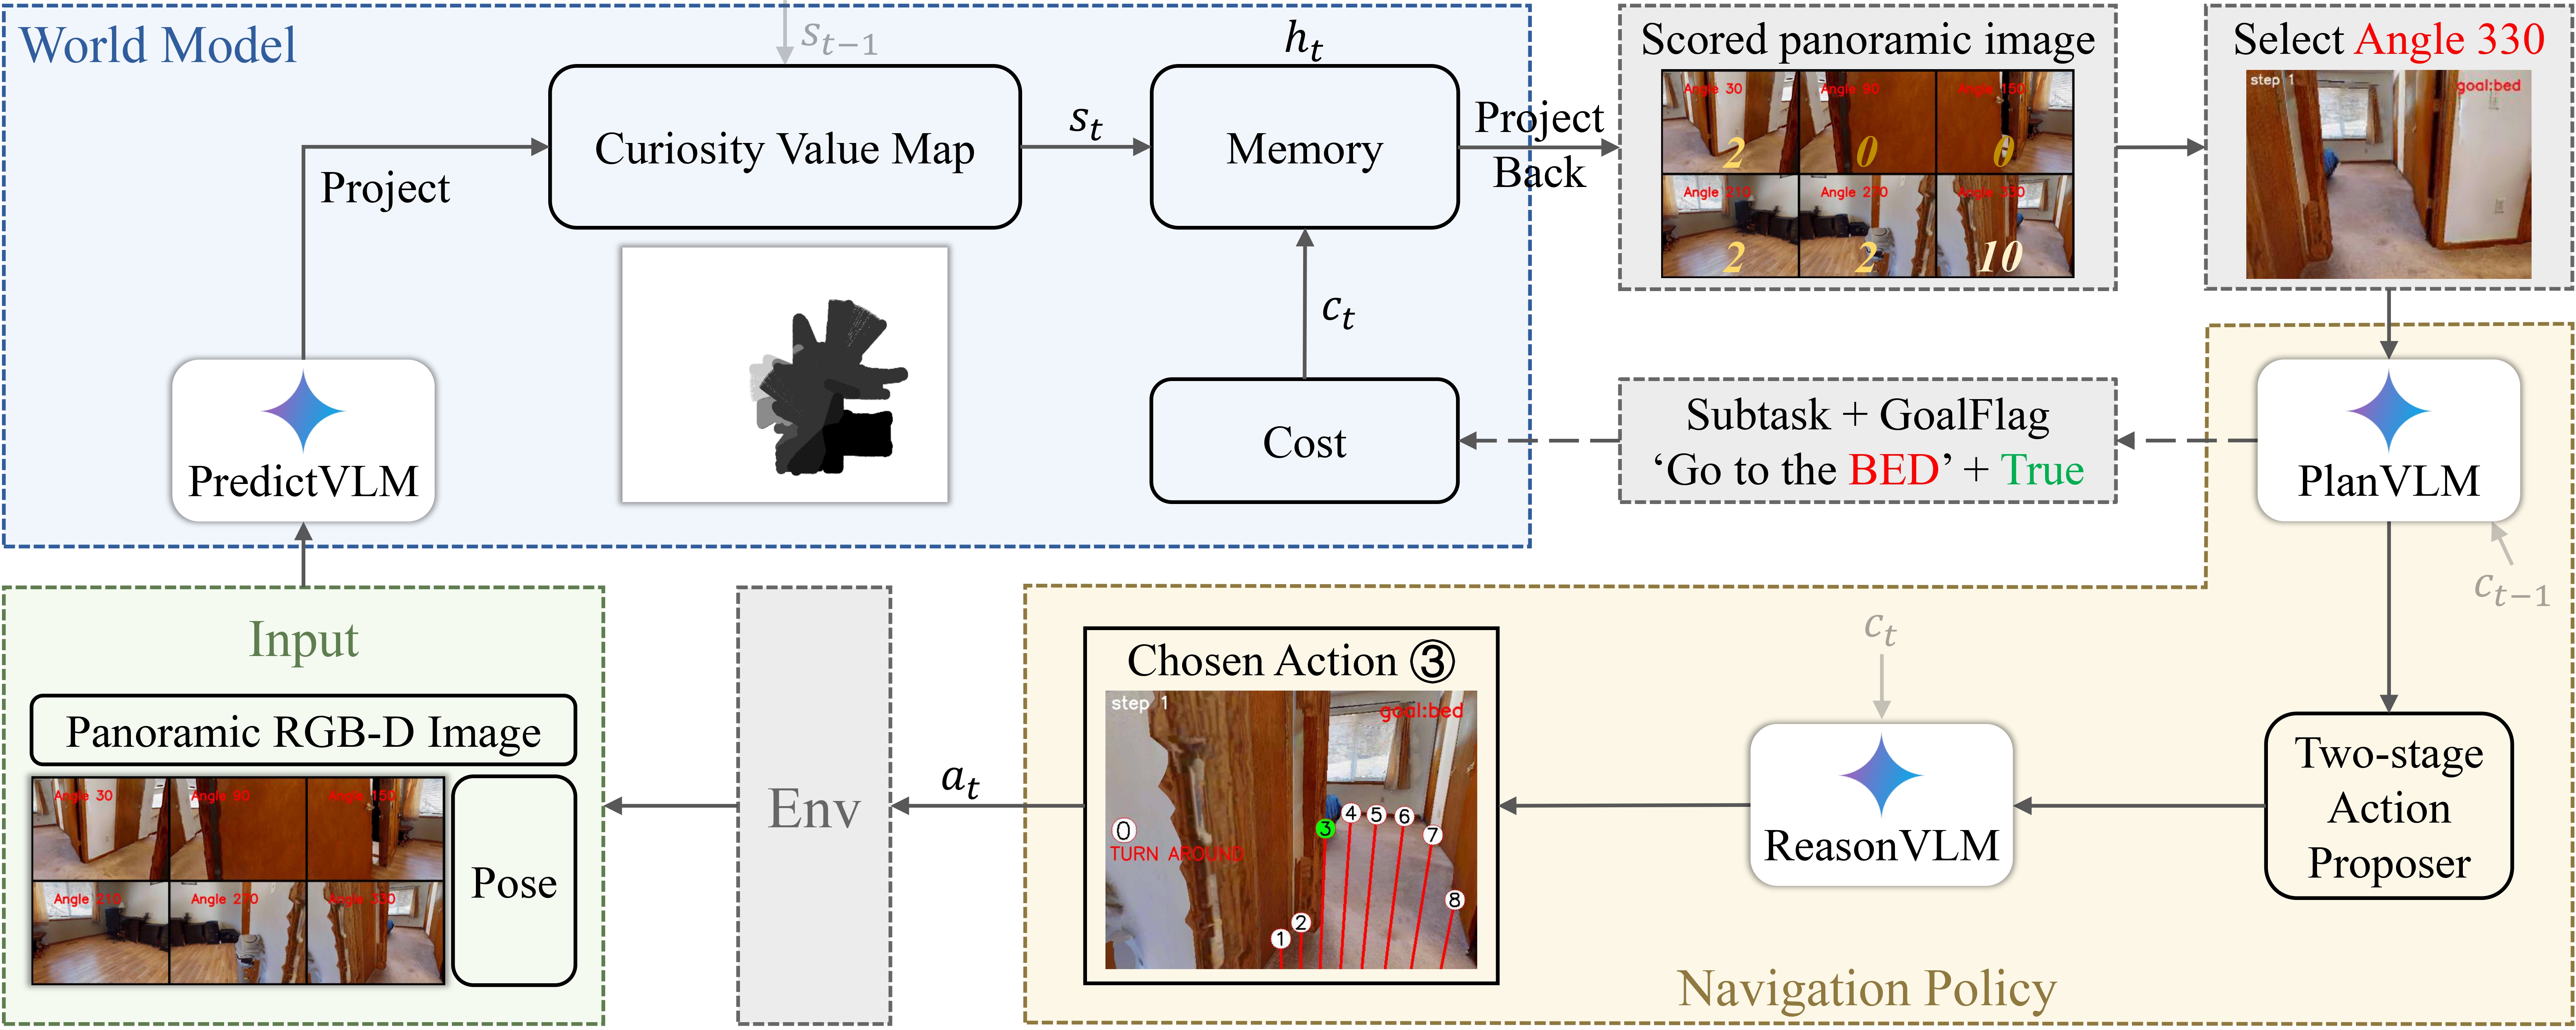 World Model
s_{t-1}
Curiosity Value Map
s_t
h_t
Memory
Project
Back
Project
PredictVLM
c_t
Cost
Scored panoramic image
Angle 30
Angle 90
Angle 150
2
0
0
Angle 210
Angle 270
Angle 330
2
2
10
Select Angle 330
step 1
goal:bed
Subtask + GoalFlag
‘Go to the BED’ + True
PlanVLM
c_{t-1}
Input
Panoramic RGB-D Image
Angle 30
Angle 90
Angle 150
Angle 210
Angle 270
Angle 330
Pose
Env
a_t
Chosen Action ③
step 1
goal:bed
0
TURN AROUND
1
2
3
4
5
6
7
8
c_t
ReasonVLM
Two-stage
Action
Proposer
Navigation Policy